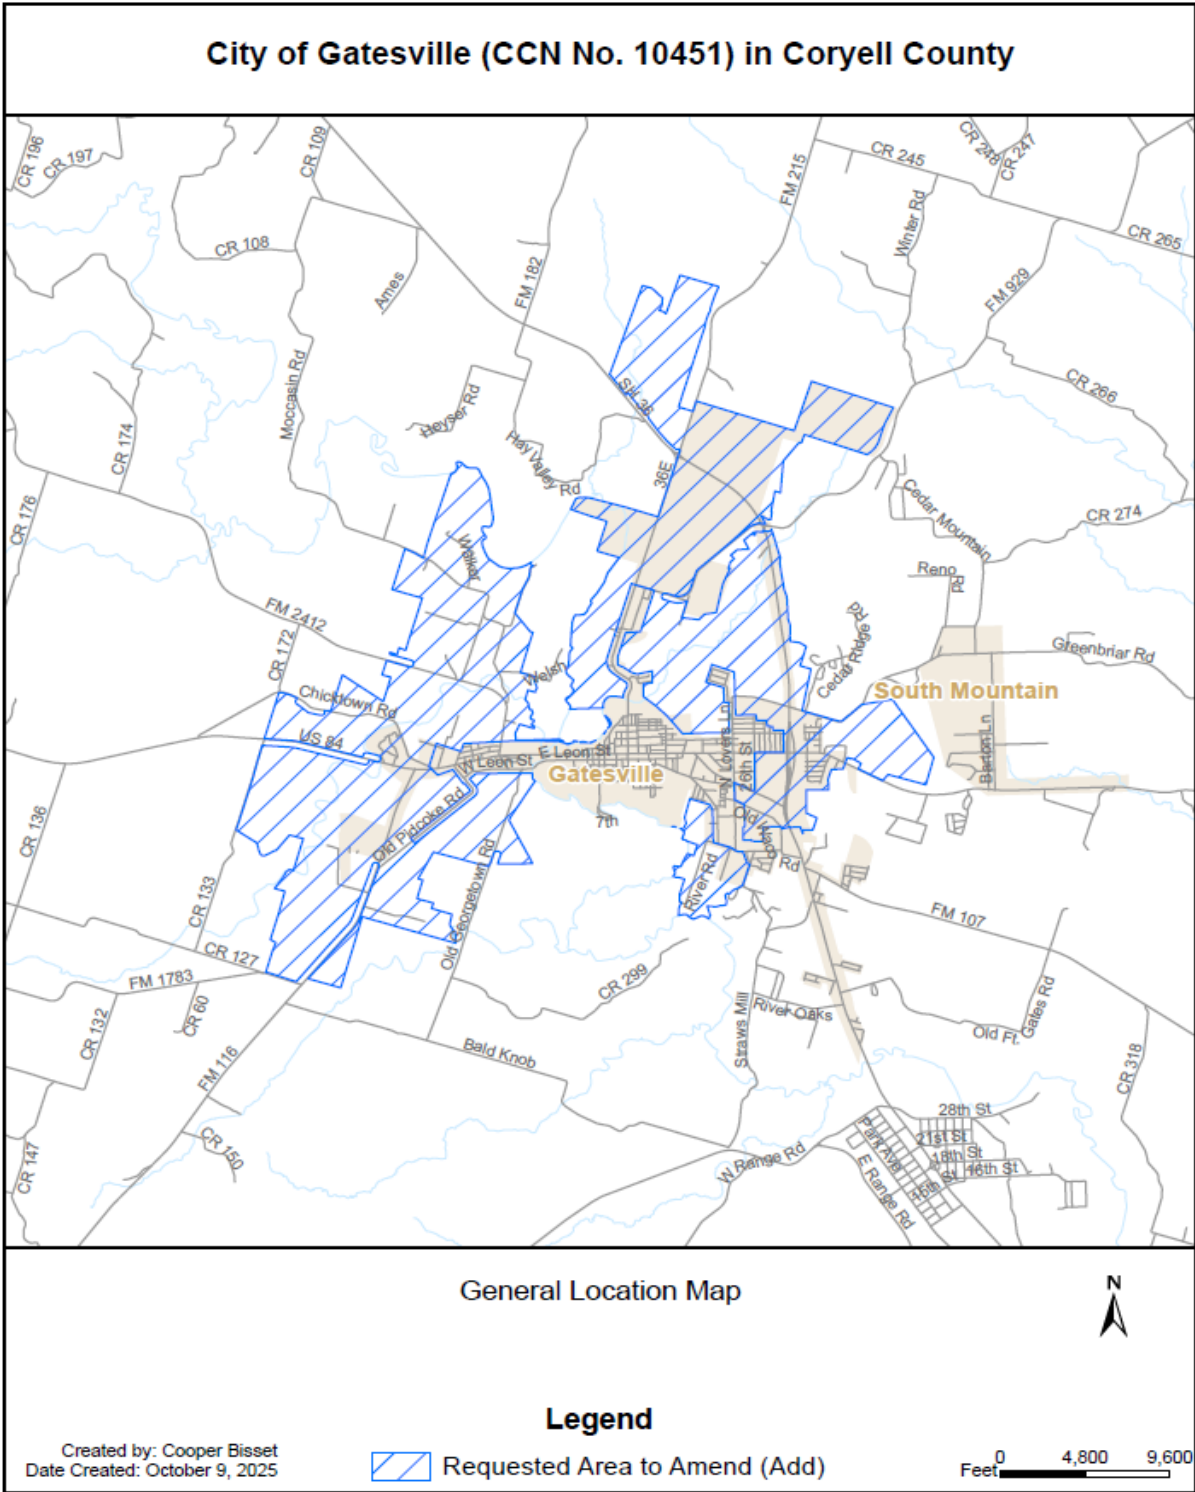 City of Gatesville (CCN No. 10451) in Coryell County
CR 196
CR 197
CR 109
FM 215
CR 245
CR 248
CR 247
CR 108
Winter Rd
CR 265
Ames
FM 182
FM 929
Moccasin Rd
SH 36
CR 266
Heyser Rd
CR 174
Hay Valley Rd
36E
CR 176
Cedar Mountain
CR 274
Walker
Reno Rd
FM 2412
CR 172
Cedar Ridge Rd
Greenbriar Rd
Welsh
Chicktown Rd
South Mountain
US 84
N Lovers Ln
26th St
Barton Ln
E Leon St
W Leon St
Gatesville
CR 136
Old Pidcoke Rd
7th
Old Waco Rd
CR 133
Old Georgetown Rd
River Rd
FM 107
CR 127
FM 1783
CR 299
CR 60
CR 132
Straws Mill
River Oaks
Old Ft. Gates Rd
Bald Knob
FM 116
CR 318
28th St
CR 150
Park Ave
21st St
18th St
16th St
15th St
CR 147
W Range Rd
E Range Rd
General Location Map
N
Legend
Created by: Cooper Bisset
Date Created: October 9, 2025
Requested Area to Amend (Add)
0 4,800 9,600
Feet